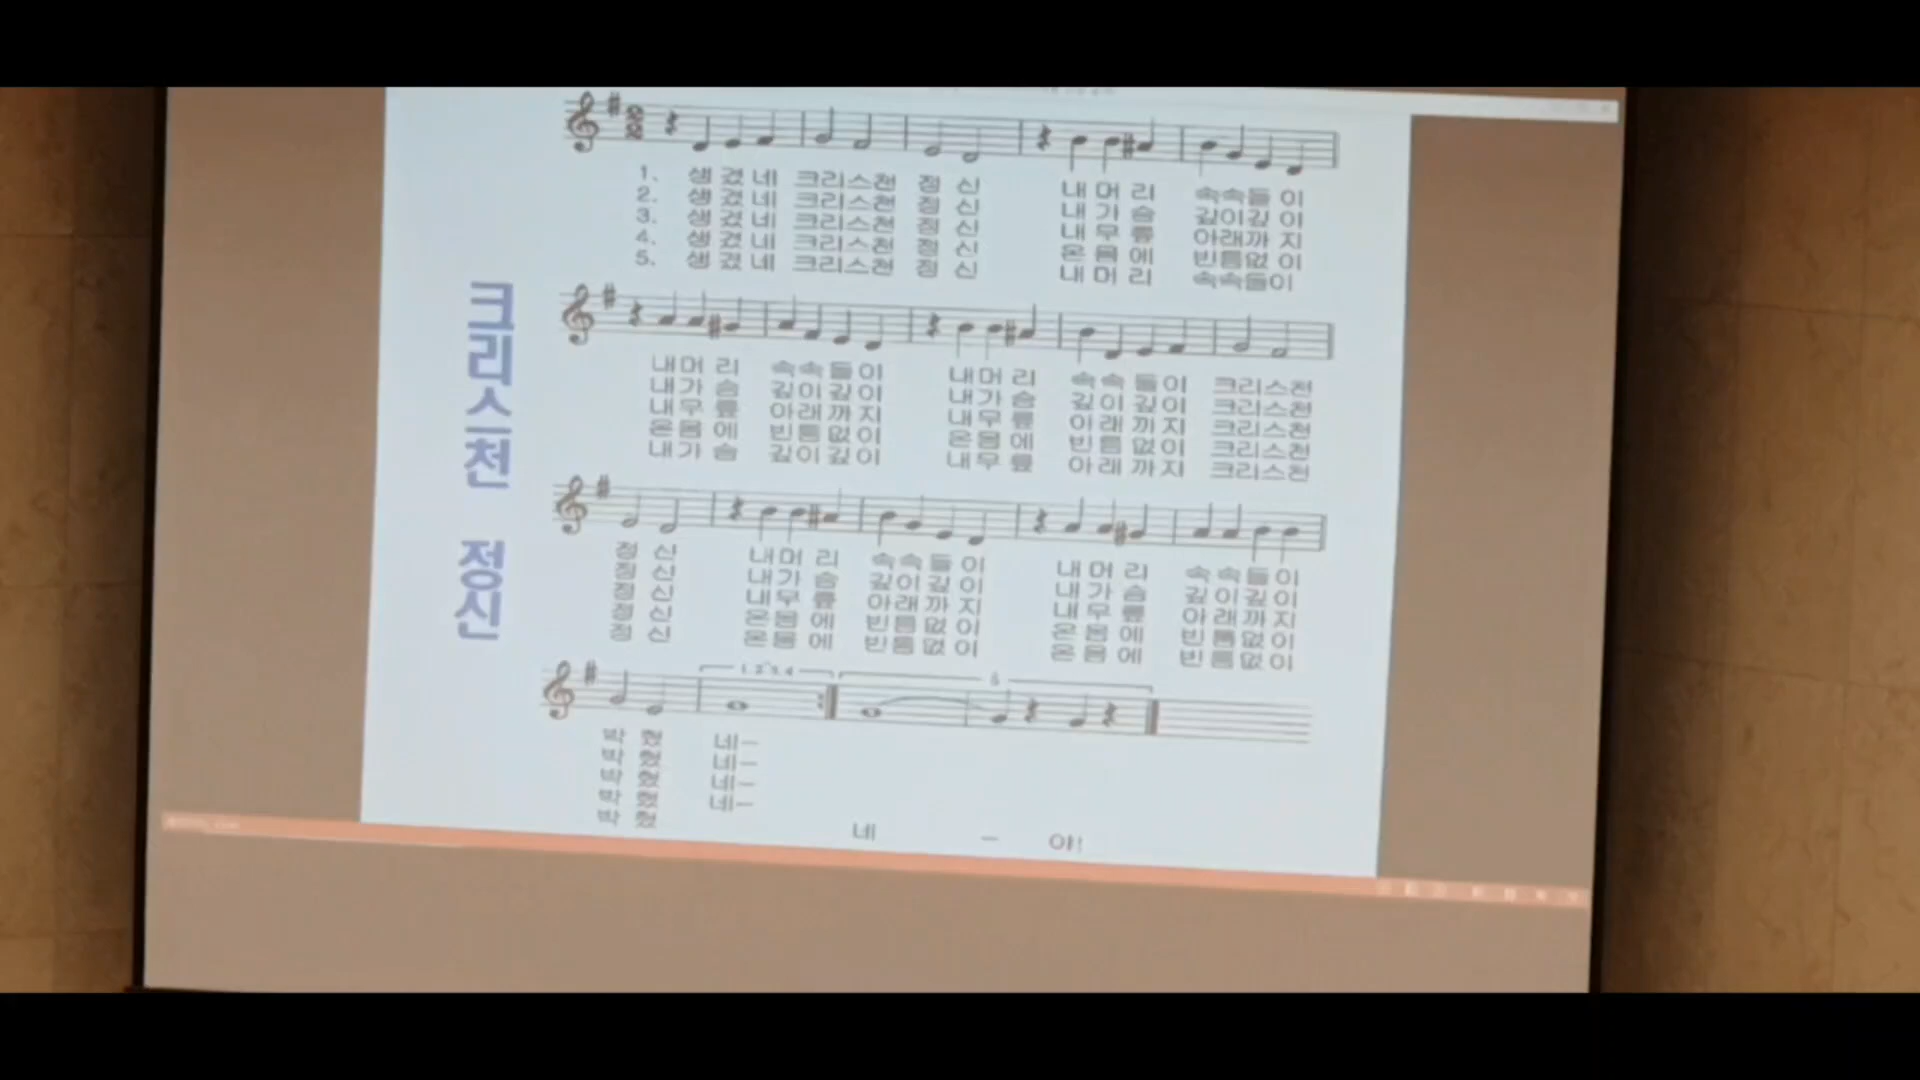 크리스천 정신
1. 생겼네 크리스천 정신 내머리 속속들이
2. 생겼네 크리스천 정신 내가슴 깊이깊이
3. 생겼네 크리스천 정신 내무릎 아래까지
4. 생겼네 크리스천 정신 온몸에 빈틈없이
5. 생겼네 크리스천 정신 내머리 속속들이
내머리 속속들이 내머리 속속들이 크리스천
내가슴 깊이깊이 내가슴 깊이깊이 크리스천
내무릎 아래까지 내무릎 아래까지 크리스천
온몸에 빈틈없이 온몸에 빈틈없이 크리스천
내가슴 깊이깊이 내무릎 아래까지 크리스천
정신 내머리 속속들이 내머리 속속들이
정신 내가슴 깊이깊이 내가슴 깊이깊이
정신 내무릎 아래까지 내무릎 아래까지
정신 온몸에 빈틈없이 온몸에 빈틈없이
정신 온몸에 빈틈없이 온몸에 빈틈없이
1. 2. 3. 4 5
박혔 네ー
박혔 네ー
박혔 네ー
박혔 네ー
박혔 네 ー 야!